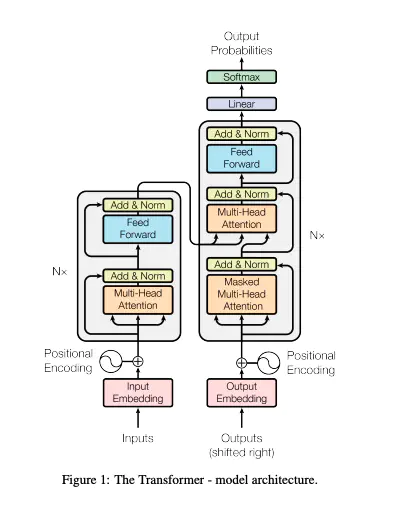 Output
Probabilities
Softmax
Linear
Add & Norm
Feed
Forward
Add & Norm
Multi-Head
Attention
Add & Norm
Masked
Multi-Head
Attention
Nx
Add & Norm
Feed
Forward
Add & Norm
Multi-Head
Attention
Nx
Positional
Encoding
Positional
Encoding
Input
Embedding
Output
Embedding
Inputs
Outputs
(shifted right)
Figure 1: The Transformer - model architecture.